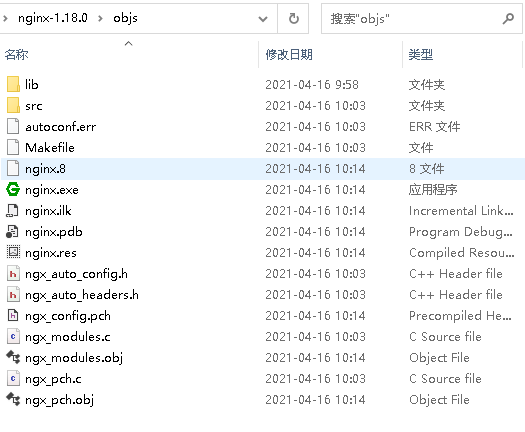 nginx-1.18.0 objs 搜索"objs"
名称 修改日期 类型
lib 2021-04-16 9:58 文件夹
src 2021-04-16 10:03 文件夹
autoconf.err 2021-04-16 10:03 ERR 文件
Makefile 2021-04-16 10:03 文件
nginx.8 2021-04-16 10:14 8 文件
nginx.exe 2021-04-16 10:14 应用程序
nginx.ilk 2021-04-16 10:14 Incremental Link...
nginx.pdb 2021-04-16 10:14 Program Debug...
nginx.res 2021-04-16 10:14 Compiled Resou...
ngx_auto_config.h 2021-04-16 10:03 C++ Header file
ngx_auto_headers.h 2021-04-16 10:03 C++ Header file
ngx_config.pch 2021-04-16 10:14 Precompiled He...
ngx_modules.c 2021-04-16 10:03 C Source file
ngx_modules.obj 2021-04-16 10:14 Object File
ngx_pch.c 2021-04-16 10:03 C Source file
ngx_pch.obj 2021-04-16 10:14 Object File